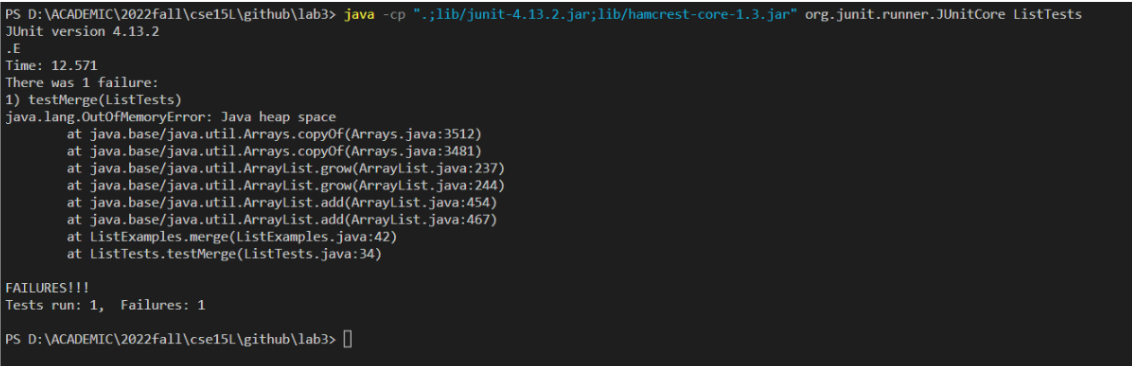 PS D:\ACADEMIC\2022fall\cse15L\github\lab3> java -cp ".;lib/junit-4.13.2.jar;lib/hamcrest-core-1.3.jar" org.junit.runner.JUnitCore ListTests
JUnit version 4.13.2
.E
Time: 12.571
There was 1 failure:
1) testMerge(ListTests)
java.lang.OutOfMemoryError: Java heap space
        at java.base/java.util.Arrays.copyOf(Arrays.java:3512)
        at java.base/java.util.Arrays.copyOf(Arrays.java:3481)
        at java.base/java.util.ArrayList.grow(ArrayList.java:237)
        at java.base/java.util.ArrayList.grow(ArrayList.java:244)
        at java.base/java.util.ArrayList.add(ArrayList.java:454)
        at java.base/java.util.ArrayList.add(ArrayList.java:467)
        at ListExamples.merge(ListExamples.java:42)
        at ListTests.testMerge(ListTests.java:34)
FAILURES!!!
Tests run: 1,  Failures: 1
PS D:\ACADEMIC\2022fall\cse15L\github\lab3>